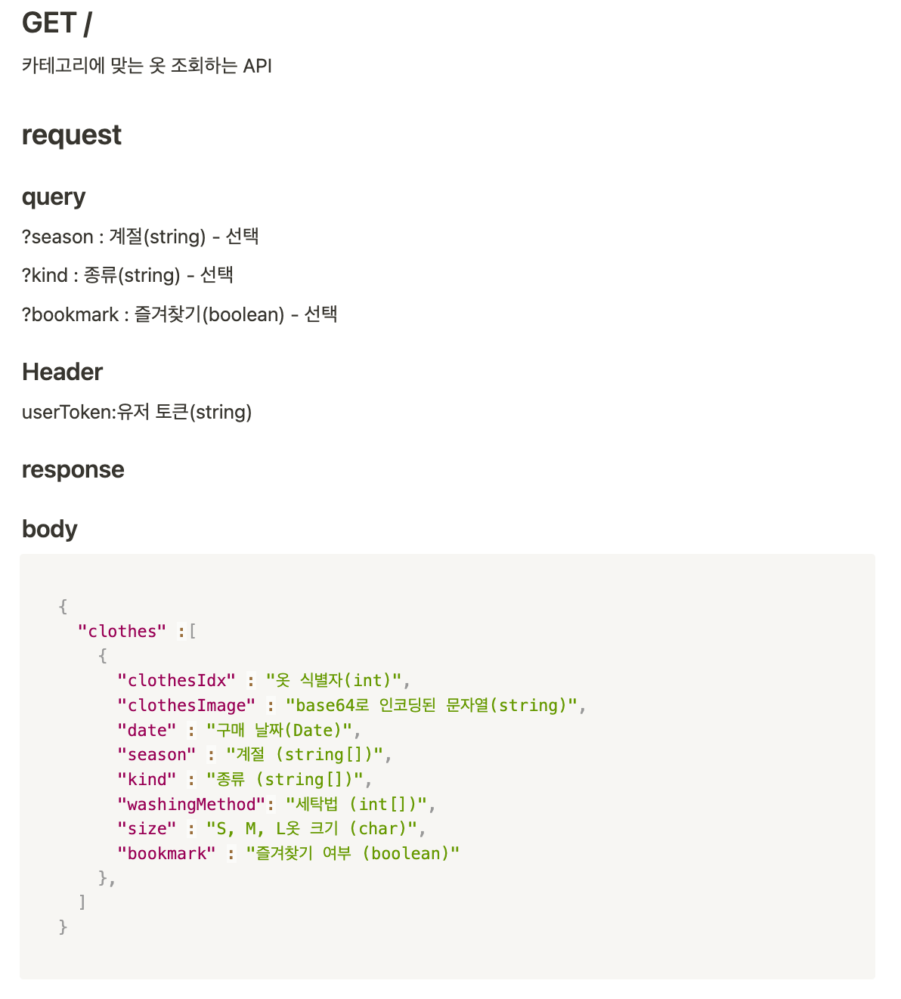 GET /
카테고리에 맞는 옷 조회하는 API
request
query
?season : 계절(string) - 선택
?kind : 종류(string) - 선택
?bookmark : 즐겨찾기(boolean) - 선택
Header
userToken:유저 토큰(string)
response
body
{
"clothes" :[
{
"clothesIdx" : "옷 식별자(int)",
"clothesImage" : "base64로 인코딩된 문자열(string)",
"date" : "구매 날짜(Date)",
"season" : "계절 (string[])",
"kind" : "종류 (string[])",
"washingMethod": "세탁법 (int[])",
"size" : "S, M, L옷 크기 (char)",
"bookmark" : "즐겨찾기 여부 (boolean)"
},
]
}